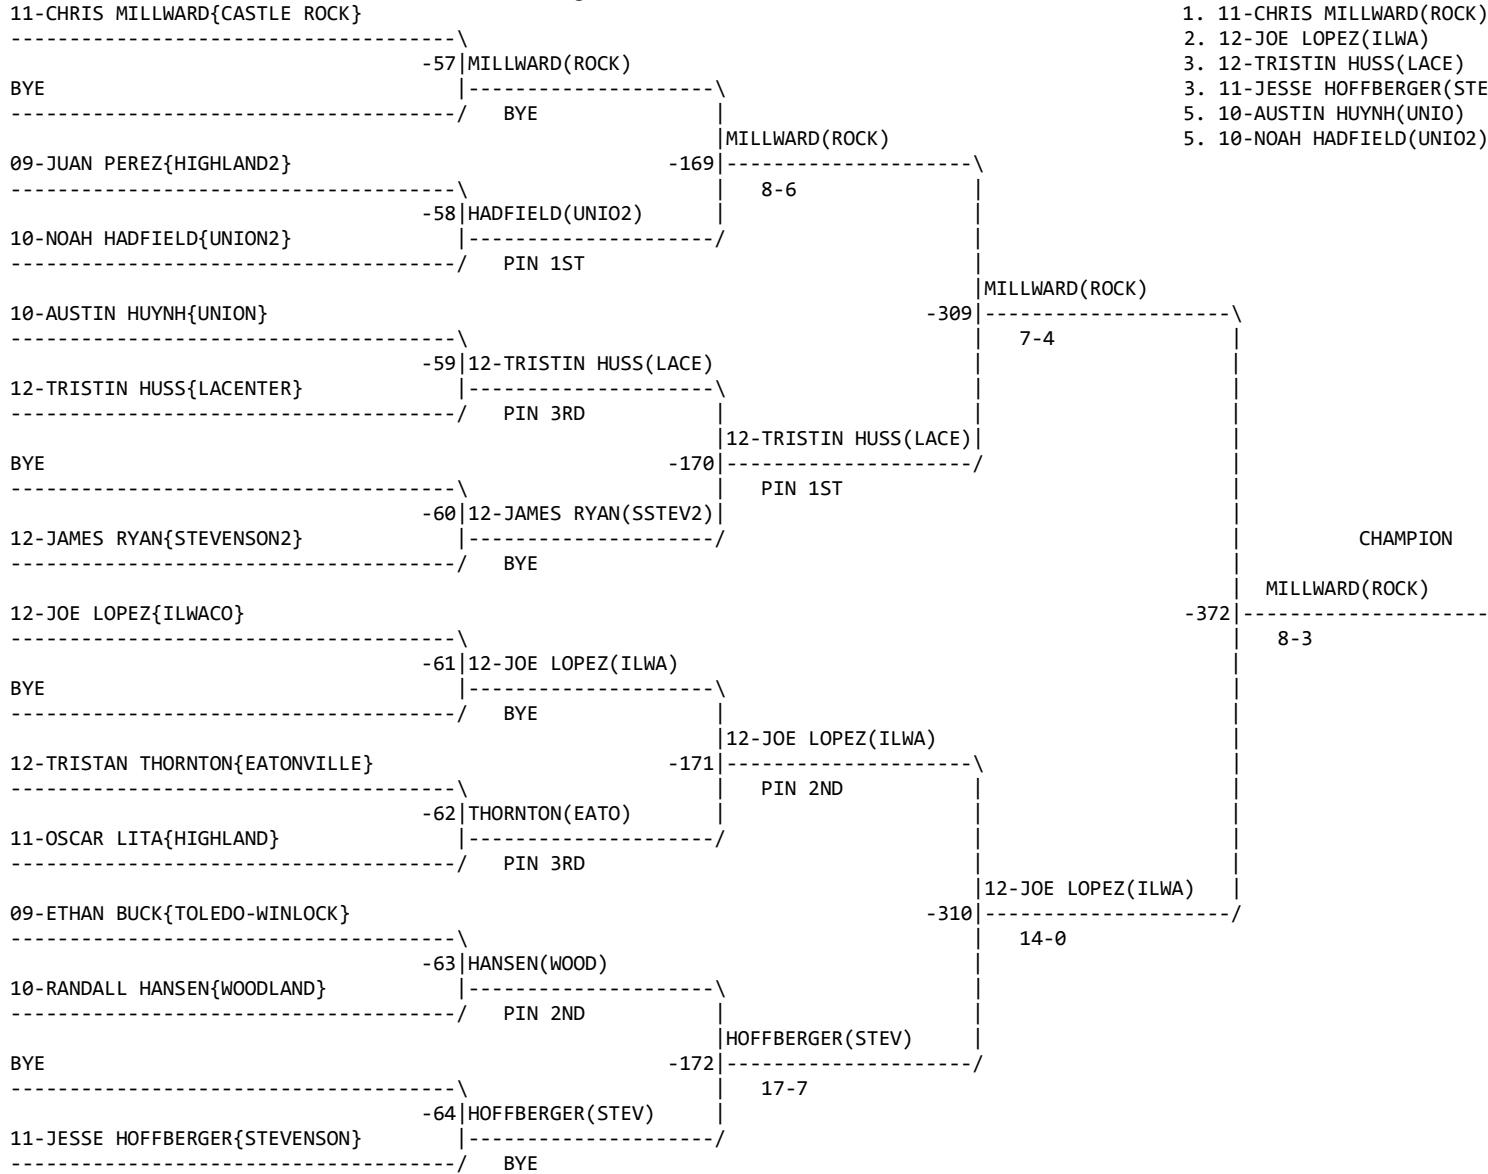 11-CHRIS MILLWARD{CASTLE ROCK} 1. 11-CHRIS MILLWARD(ROCK)
--------------------------------------\ 2. 12-JOE LOPEZ(ILWA)
-57|MILLWARD(ROCK) 3. 12-TRISTIN HUSS(LACE)
BYE |---------------------\ 3. 11-JESSE HOFFBERGER(STE
--------------------------------------/ BYE | 5. 10-AUSTIN HUYNH(UNIO)
|MILLWARD(ROCK) 5. 10-NOAH HADFIELD(UNIO2)
09-JUAN PEREZ{HIGHLAND2} -169|---------------------\
--------------------------------------\ | 8-6 |
-58|HADFIELD(UNIO2) | |
10-NOAH HADFIELD{UNION2} |---------------------/ |
--------------------------------------/ PIN 1ST |
|MILLWARD(ROCK)
10-AUSTIN HUYNH{UNION} -309|---------------------\
--------------------------------------\ | 7-4 |
-59|12-TRISTIN HUSS(LACE) | |
12-TRISTIN HUSS{LACENTER} |---------------------\ | |
--------------------------------------/ PIN 3RD | | |
|12-TRISTIN HUSS(LACE)| |
BYE -170|---------------------/ |
--------------------------------------\ | PIN 1ST |
-60|12-JAMES RYAN(SSTEV2)| |
12-JAMES RYAN{STEVENSON2} |---------------------/ | CHAMPION
--------------------------------------/ BYE |
| MILLWARD(ROCK)
12-JOE LOPEZ{ILWACO} -372|---------------------
--------------------------------------\ | 8-3
-61|12-JOE LOPEZ(ILWA) |
BYE |---------------------\ |
--------------------------------------/ BYE | |
|12-JOE LOPEZ(ILWA) |
12-TRISTAN THORNTON{EATONVILLE} -171|---------------------\ |
--------------------------------------\ | PIN 2ND | |
-62|THORNTON(EATO) | | |
11-OSCAR LITA{HIGHLAND} |---------------------/ | |
--------------------------------------/ PIN 3RD | |
|12-JOE LOPEZ(ILWA) |
09-ETHAN BUCK{TOLEDO-WINLOCK} -310|---------------------/
--------------------------------------\ | 14-0
-63|HANSEN(WOOD) |
10-RANDALL HANSEN{WOODLAND} |---------------------\ |
--------------------------------------/ PIN 2ND | |
|HOFFBERGER(STEV) |
BYE -172|---------------------/
--------------------------------------\ | 17-7
-64|HOFFBERGER(STEV) |
11-JESSE HOFFBERGER{STEVENSON} |---------------------/
--------------------------------------/ BYE